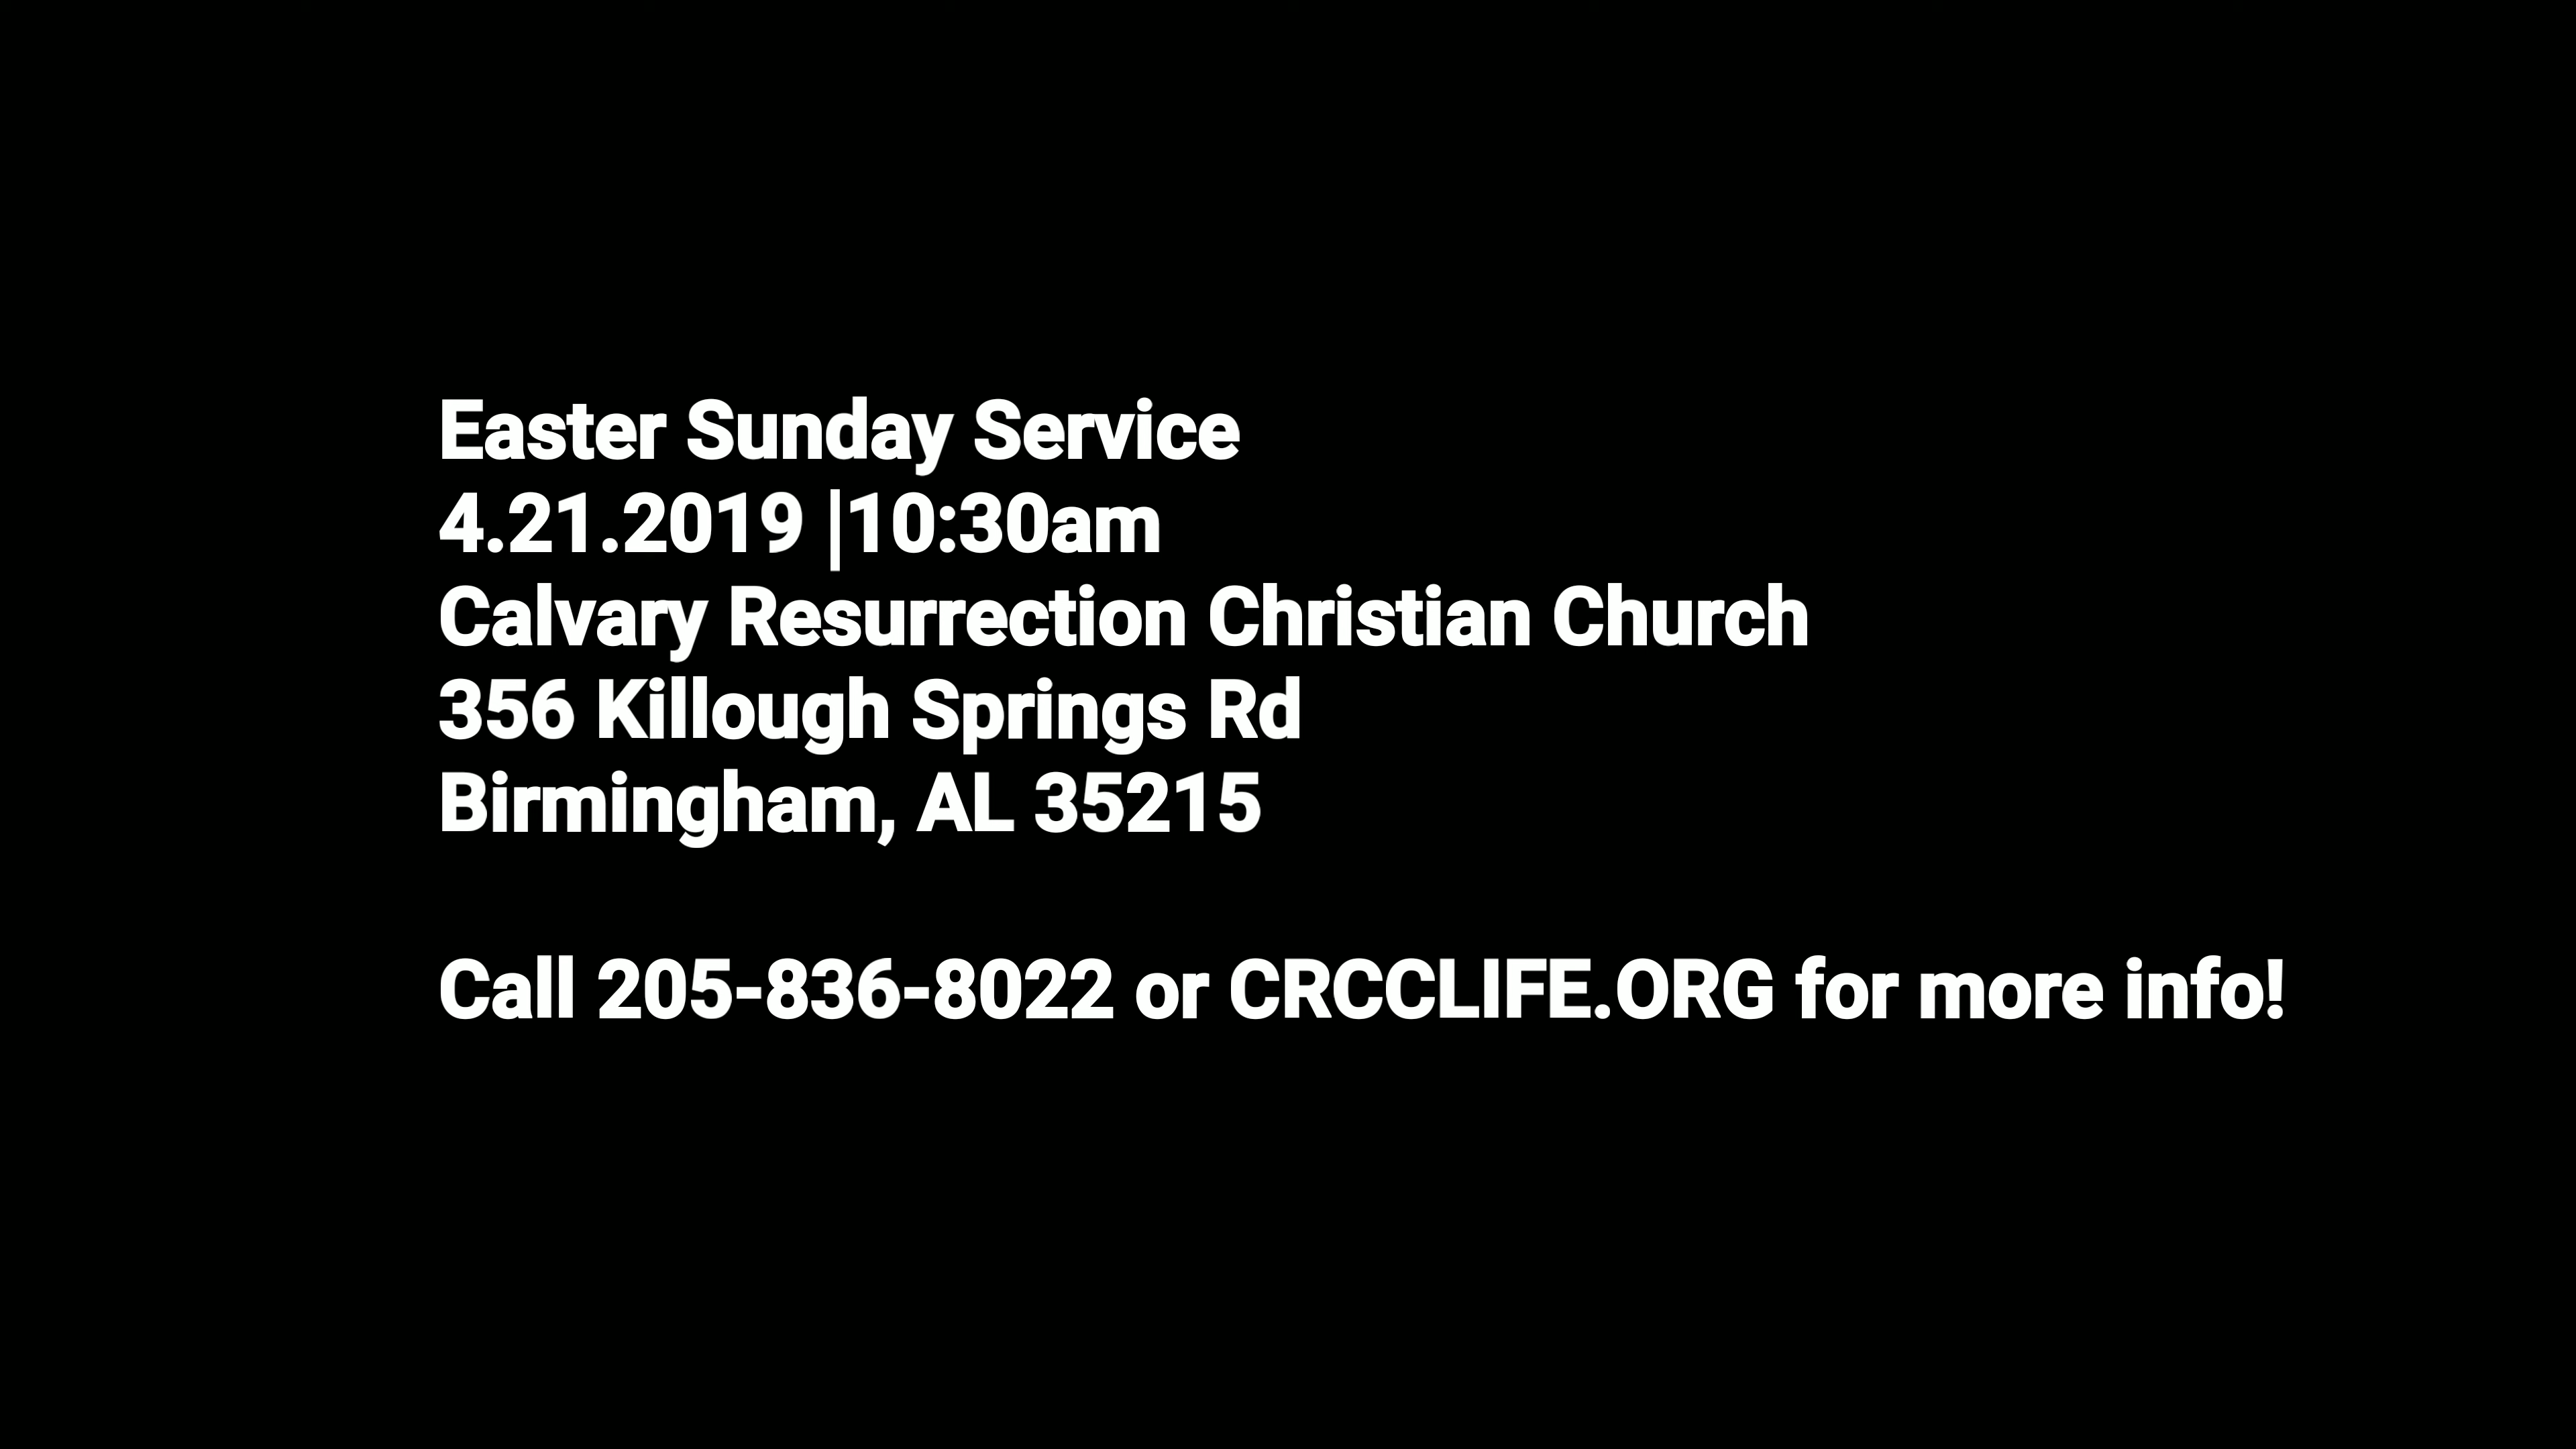 Easter Sunday Service
4.21.2019 |10:30am
Calvary Resurrection Christian Church
356 Killough Springs Rd
Birmingham, AL 35215
Call 205-836-8022 or CRCCLIFE.ORG for more info!